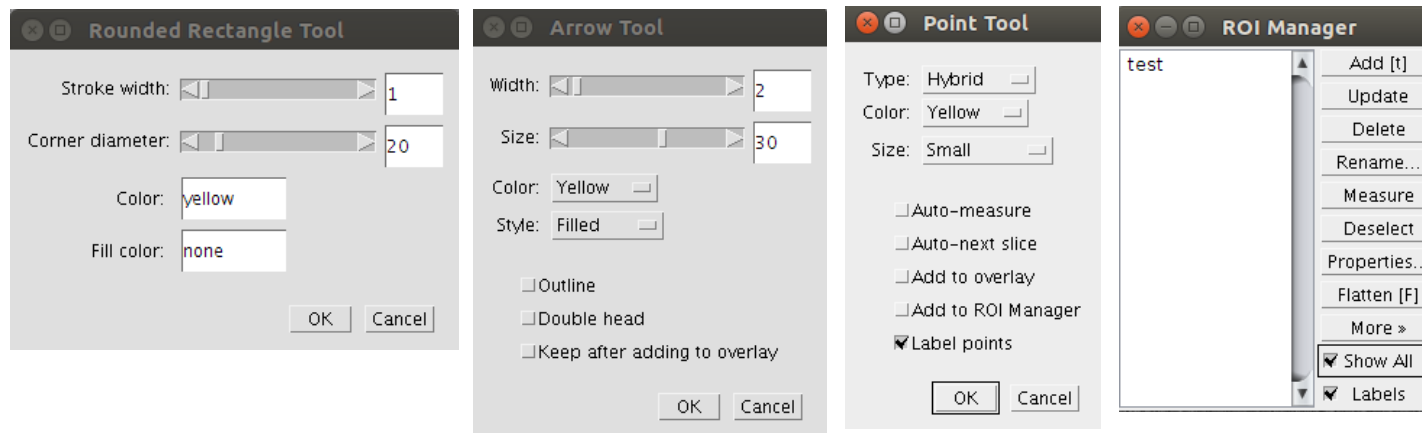 Rounded Rectangle Tool
Stroke width: 1
Corner diameter: 20
Color: yellow
Fill color: none
OK Cancel
Arrow Tool
Width: 2
Size: 30
Color: Yellow
Style: Filled
Outline
Double head
Keep after adding to overlay
OK Cancel
Point Tool
Type: Hybrid
Color: Yellow
Size: Small
Auto-measure
Auto-next slice
Add to overlay
Add to ROI Manager
Label points
OK Cancel
ROI Manager
test
Add [t]
Update
Delete
Rename...
Measure
Deselect
Properties..
Flatten [F]
More »
Show All
Labels